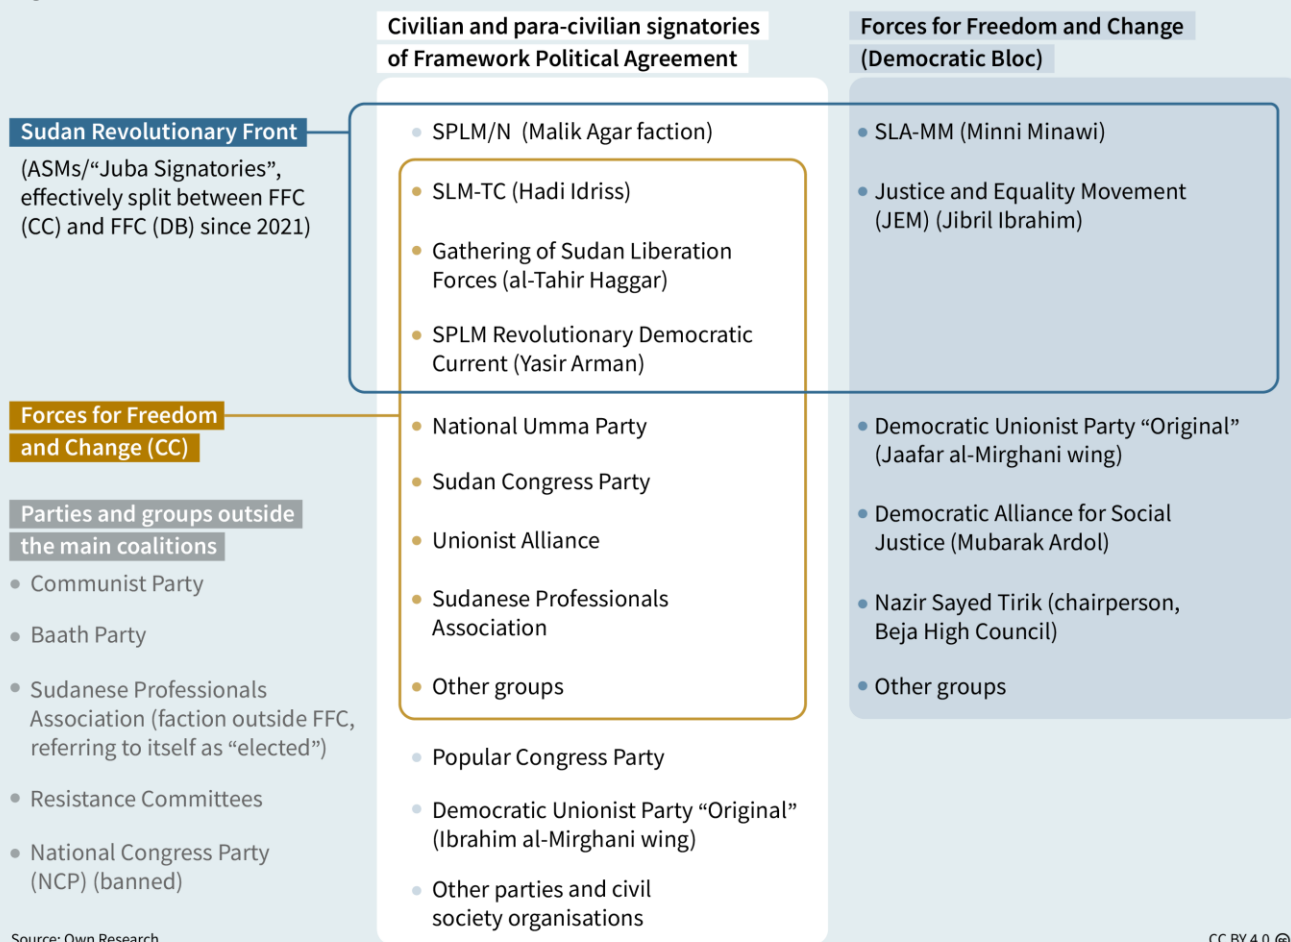 Civilian and para-civilian signatories
of Framework Political Agreement
Forces for Freedom and Change
(Democratic Bloc)
Sudan Revolutionary Front
(ASMs/“Juba Signatories”,
effectively split between FFC
(CC) and FFC (DB) since 2021)
Forces for Freedom
and Change (CC)
Parties and groups outside
the main coalitions
• Communist Party
• Baath Party
• Sudanese Professionals
Association (faction outside FFC,
referring to itself as “elected”)
• Resistance Committees
• National Congress Party
(NCP) (banned)
• SPLM/N (Malik Agar faction)
• SLM-TC (Hadi Idriss)
• Gathering of Sudan Liberation
Forces (al-Tahir Haggar)
• SPLM Revolutionary Democratic
Current (Yasir Arman)
• National Umma Party
• Sudan Congress Party
• Unionist Alliance
• Sudanese Professionals
Association
• Other groups
• Popular Congress Party
• Democratic Unionist Party “Original”
(Ibrahim al-Mirghani wing)
• Other parties and civil
society organisations
• SLA-MM (Minni Minawi)
• Justice and Equality Movement
(JEM) (Jibril Ibrahim)
• Democratic Unionist Party “Original”
(Jaafar al-Mirghani wing)
• Democratic Alliance for Social
Justice (Mubarak Ardol)
• Nazir Sayed Tirik (chairperson,
Beja High Council)
• Other groups
Source: Own Research
CC BY 4.0